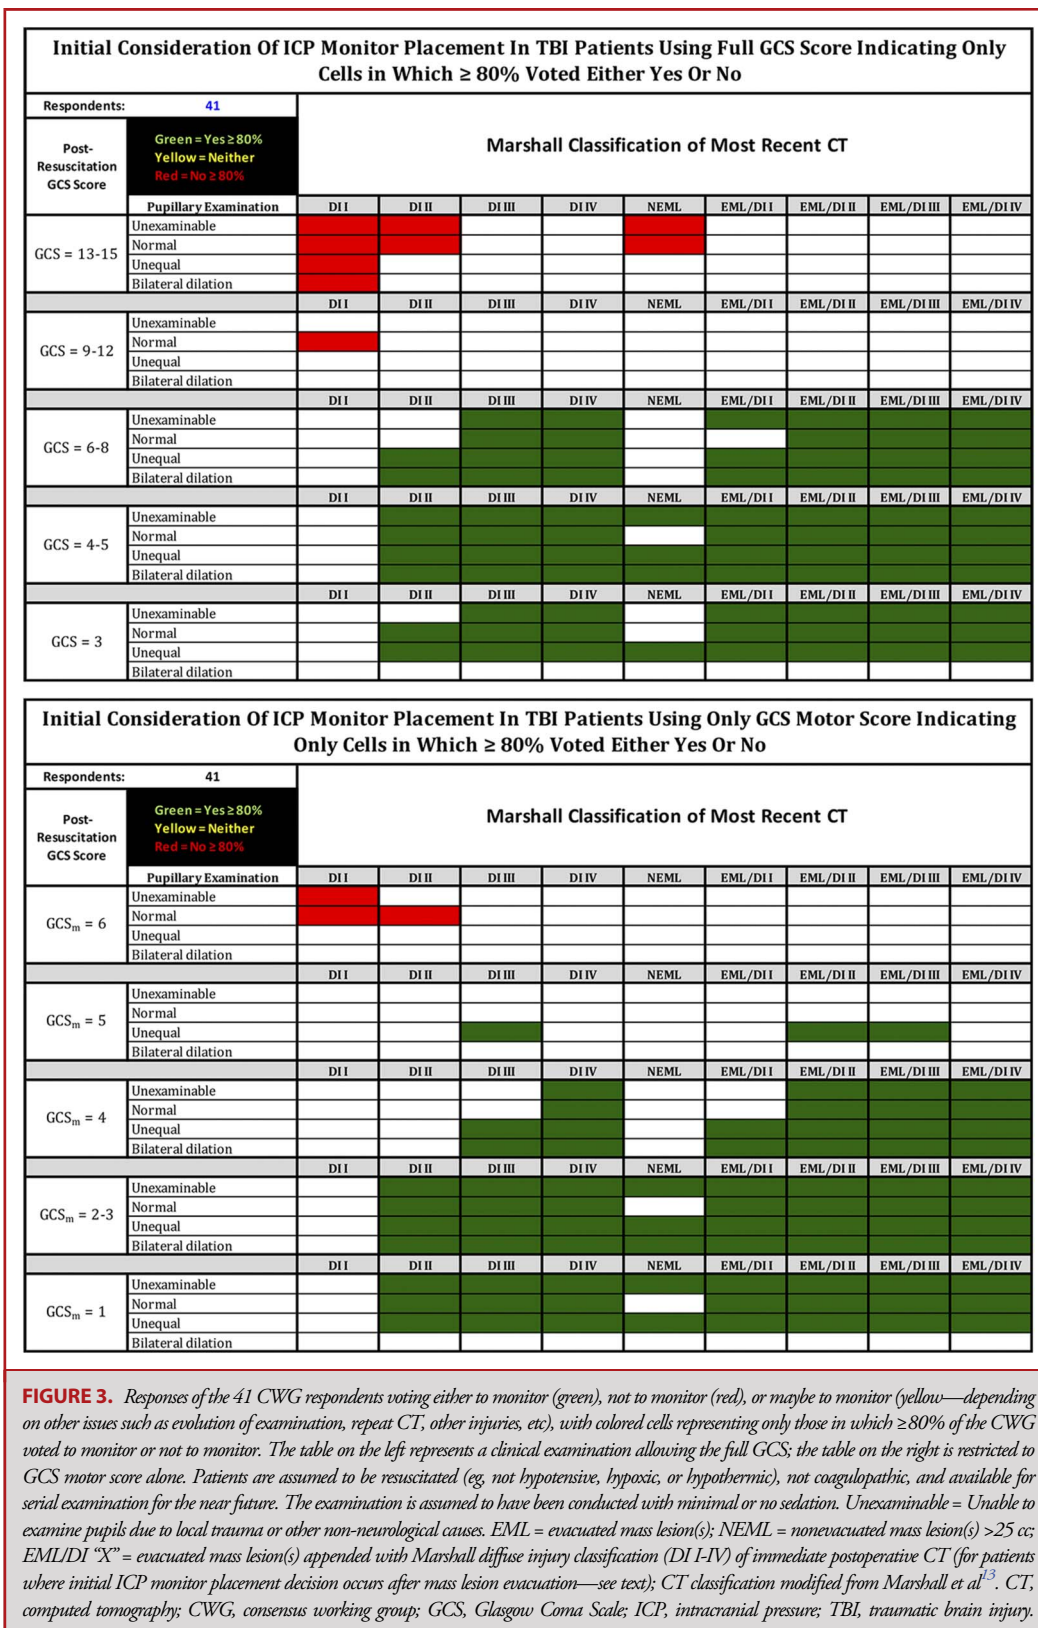 Initial Consideration Of ICP Monitor Placement In TBI Patients Using Full GCS Score Indicating Only
Cells in Which ≥ 80% Voted Either Yes Or No
Respondents: 41
Post-
Resuscitation
GCS Score
Green = Yes ≥ 80%
Yellow = Neither
Red = No ≥ 80%
Marshall Classification of Most Recent CT
Pupillary Examination DI I DI II DI III DI IV NEML EML/DI I EML/DI II EML/DI III EML/DI IV
GCS = 13-15
Unexaminable
Normal
Unequal
Bilateral dilation
DI I DI II DI III DI IV NEML EML/DI I EML/DI II EML/DI III EML/DI IV
GCS = 9-12
Unexaminable
Normal
Unequal
Bilateral dilation
DI I DI II DI III DI IV NEML EML/DI I EML/DI II EML/DI III EML/DI IV
GCS = 6-8
Unexaminable
Normal
Unequal
Bilateral dilation
DI I DI II DI III DI IV NEML EML/DI I EML/DI II EML/DI III EML/DI IV
GCS = 4-5
Unexaminable
Normal
Unequal
Bilateral dilation
DI I DI II DI III DI IV NEML EML/DI I EML/DI II EML/DI III EML/DI IV
GCS = 3
Unexaminable
Normal
Unequal
Bilateral dilation
Initial Consideration Of ICP Monitor Placement In TBI Patients Using Only GCS Motor Score Indicating
Only Cells in Which ≥ 80% Voted Either Yes Or No
Respondents: 41
Post-
Resuscitation
GCS Score
Green = Yes ≥ 80%
Yellow = Neither
Red = No ≥ 80%
Marshall Classification of Most Recent CT
Pupillary Examination DI I DI II DI III DI IV NEML EML/DI I EML/DI II EML/DI III EML/DI IV
GCSm = 6
Unexaminable
Normal
Unequal
Bilateral dilation
DI I DI II DI III DI IV NEML EML/DI I EML/DI II EML/DI III EML/DI IV
GCSm = 5
Unexaminable
Normal
Unequal
Bilateral dilation
DI I DI II DI III DI IV NEML EML/DI I EML/DI II EML/DI III EML/DI IV
GCSm = 4
Unexaminable
Normal
Unequal
Bilateral dilation
DI I DI II DI III DI IV NEML EML/DI I EML/DI II EML/DI III EML/DI IV
GCSm = 2-3
Unexaminable
Normal
Unequal
Bilateral dilation
DI I DI II DI III DI IV NEML EML/DI I EML/DI II EML/DI III EML/DI IV
GCSm = 1
Unexaminable
Normal
Unequal
Bilateral dilation
FIGURE 3. Responses of the 41 CWG respondents voting either to monitor (green), not to monitor (red), or maybe to monitor (yellow—depending
on other issues such as evolution of examination, repeat CT, other injuries, etc), with colored cells representing only those in which ≥80% of the CWG
voted to monitor or not to monitor. The table on the left represents a clinical examination allowing the full GCS; the table on the right is restricted to
GCS motor score alone. Patients are assumed to be resuscitated (eg, not hypotensive, hypoxic, or hypothermic), not coagulopathic, and available for
serial examination for the near future. The examination is assumed to have been conducted with minimal or no sedation. Unexaminable = Unable to
examine pupils due to local trauma or other non-neurological causes. EML = evacuated mass lesion(s); NEML = nonevacuated mass lesion(s) >25 cc;
EML/DI “X” = evacuated mass lesion(s) appended with Marshall diffuse injury classification (DI I-IV) of immediate postoperative CT (for patients
where initial ICP monitor placement decision occurs after mass lesion evacuation—see text); CT classification modified from Marshall et al13. CT,
computed tomography; CWG, consensus working group; GCS, Glasgow Coma Scale; ICP, intracranial pressure; TBI, traumatic brain injury.